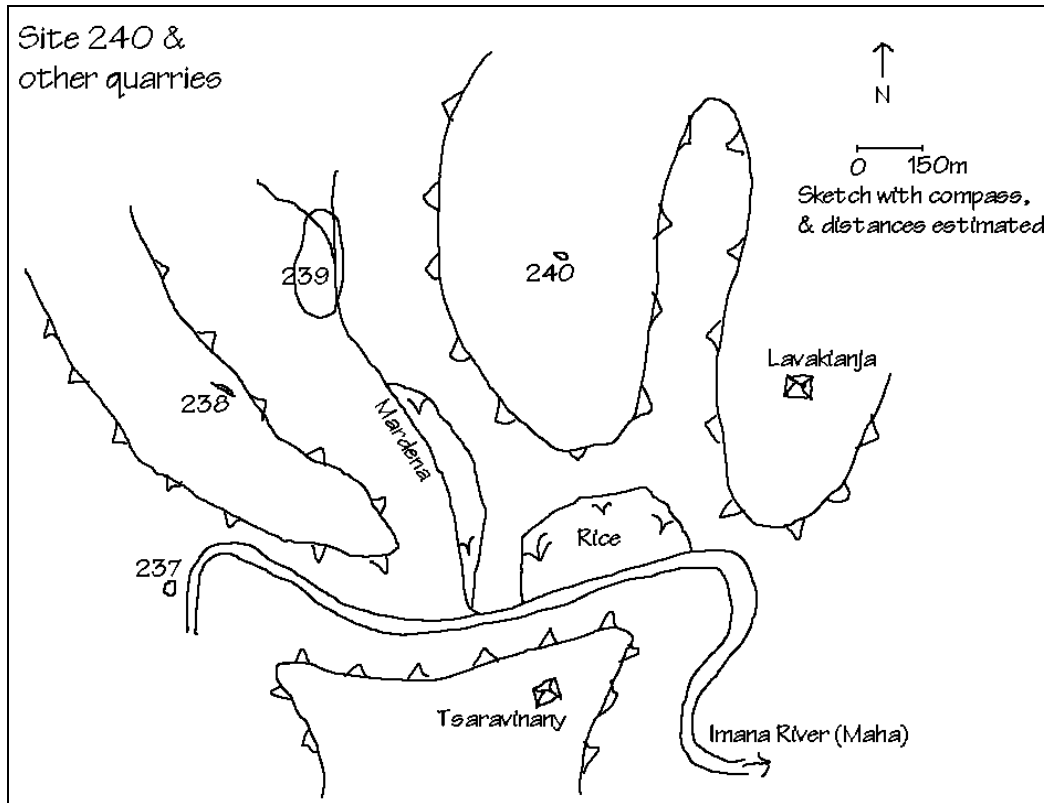 Site 240 &
other quarries
N
0 150m
Sketch with compass,
& distances estimated
239
240
Lavakianja
238
Mardena
Rice
237
Tsaravinany
Imana River (Maha)